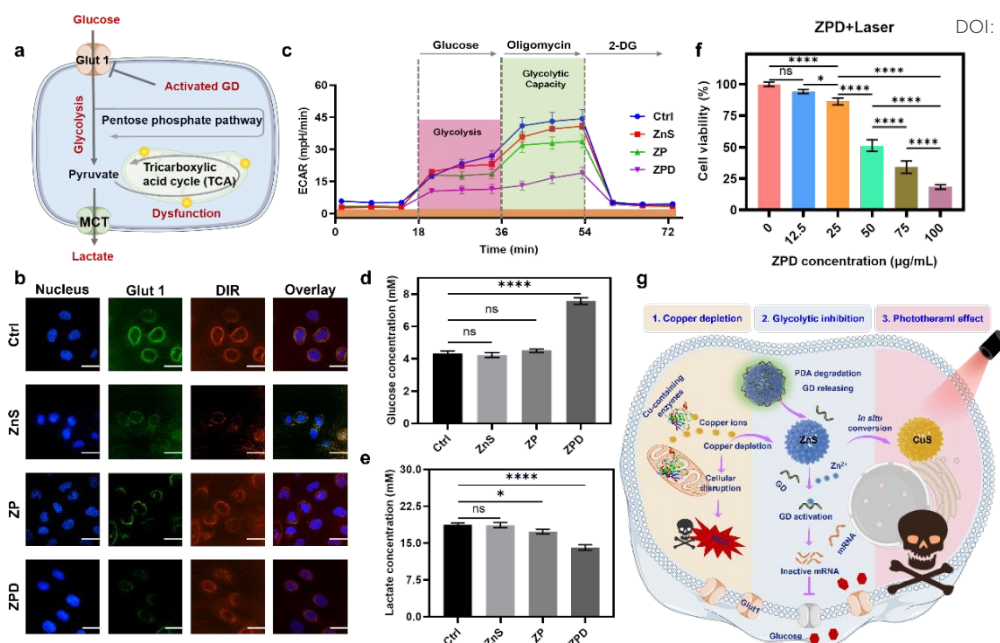 DOI:
a
Glucose
Glut 1
Activated GD
Glycolysis
Pentose phosphate pathway
Pyruvate
Tricarboxylic
acid cycle (TCA)
Dysfunction
MCT
Lactate
b
Nucleus
Glut 1
DIR
Overlay
Ctrl
ZnS
ZP
ZPD
c
Glucose
Oligomycin
2-DG
Glycolytic
Capacity
Glycolysis
Ctrl
ZnS
ZP
ZPD
ECAR (mpH/min)
60
45
30
15
0
0
18
36
54
72
Time (min)
d
Glucose concentration (mM)
8
6
4
2
0
****
ns
ns
Ctrl
ZnS
ZP
ZPD
e
Lactate concentration (mM)
30.0
22.5
15.0
7.5
0.0
****
*
ns
Ctrl
ZnS
ZP
ZPD
f
ZPD+Laser
Cell viability (%)
100
75
50
25
0
****
ns
*
****
****
****
****
****
0
12.5
25
50
75
100
ZPD concentration (μg/mL)
g
1. Copper depletion
2. Glycolytic inhibition
3. Phototheraml effect
PDA degradation
GD releasing
Cu-containing
enzymes
Copper ions
Copper depletion
Cellular
disruption
ZnS
In situ
conversion
CuS
Zn²⁺
GD
GD activation
mRNA
Inactive mRNA
Glut1
Glucose